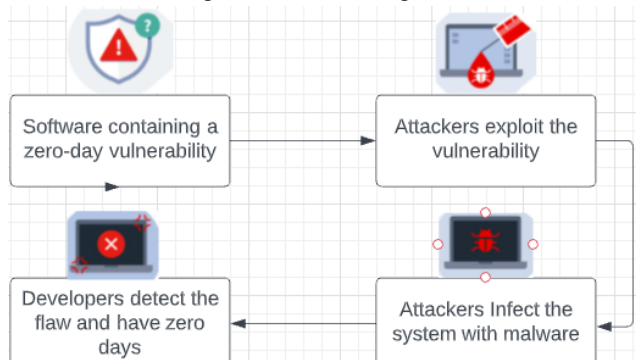 Software containing a
zero-day vulnerability
Attackers exploit the
vulnerability
Developers detect the
flaw and have zero
days
Attackers Infect the
system with malware